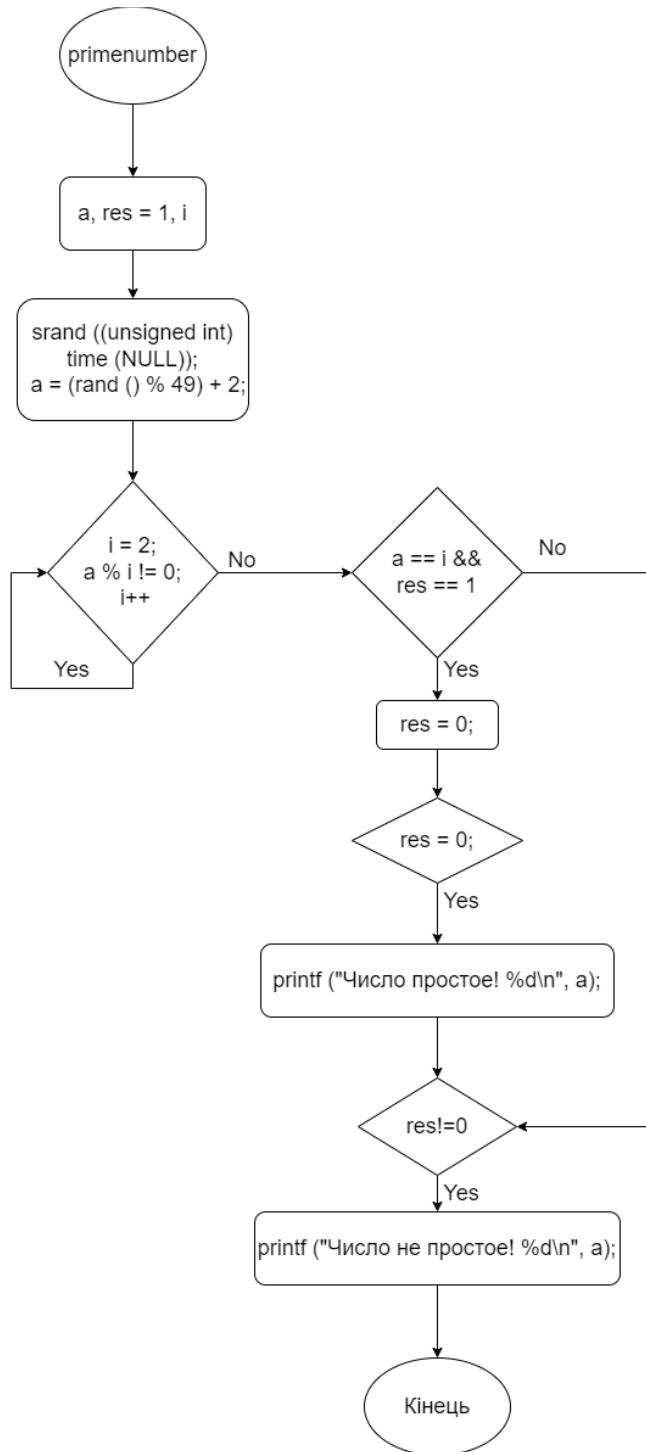 primenumber
a, res = 1, i
srand ((unsigned int)
time (NULL));
a = (rand () % 49) + 2;
i = 2;
a % i != 0;
i++
No
Yes
a == i &&
res == 1
No
Yes
res = 0;
res = 0;
Yes
printf ("Число простое! %d\n", a);
res!=0
Yes
printf ("Число не простое! %d\n", a);
Кінець